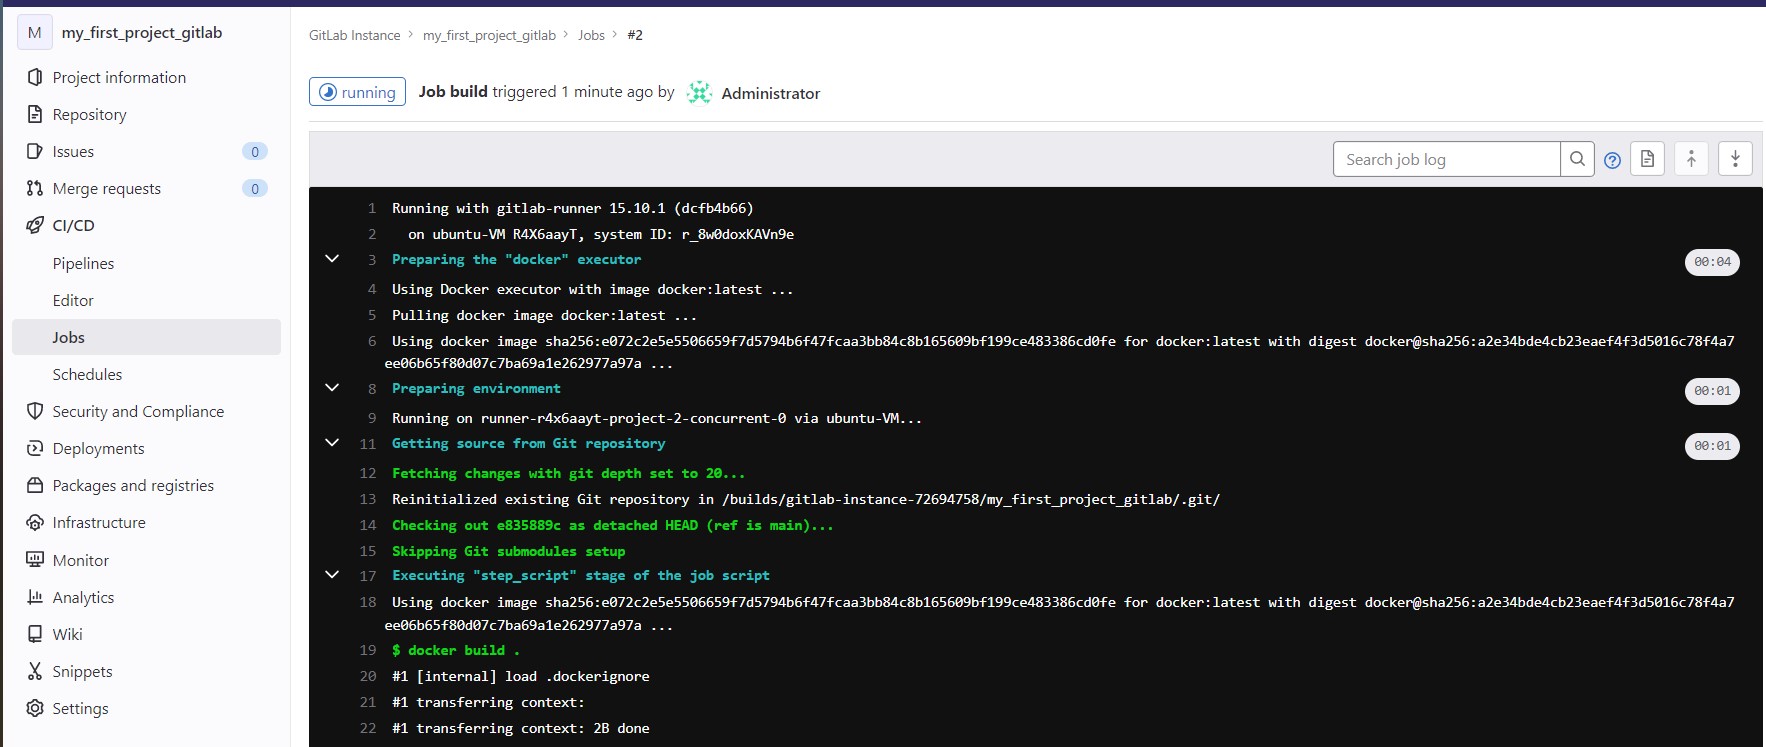 M my_first_project_gitlab
Project information
Repository
Issues 0
Merge requests 0
CI/CD
Pipelines
Editor
Jobs
Schedules
Security and Compliance
Deployments
Packages and registries
Infrastructure
Monitor
Analytics
Wiki
Snippets
Settings
GitLab Instance > my_first_project_gitlab > Jobs > #2
running Job build triggered 1 minute ago by Administrator
Search job log
1 Running with gitlab-runner 15.10.1 (dcfb4b66)
2 on ubuntu-VM R4X6aayT, system ID: r_8w0doxKAVn9e
3 Preparing the "docker" executor 00:04
4 Using Docker executor with image docker:latest ...
5 Pulling docker image docker:latest ...
6 Using docker image sha256:e072c2e5e5506659f7d5794b6f47fcaa3bb84c8b165609bf199ce483386cd0fe for docker:latest with digest docker@sha256:a2e34bde4cb23eaef4f3d5016c78f4a7
ee06b65f80d07c7ba69a1e262977a97a ...
8 Preparing environment 00:01
9 Running on runner-r4x6aayt-project-2-concurrent-0 via ubuntu-VM...
11 Getting source from Git repository 00:01
12 Fetching changes with git depth set to 20...
13 Reinitialized existing Git repository in /builds/gitlab-instance-72694758/my_first_project_gitlab/.git/
14 Checking out e835889c as detached HEAD (ref is main)...
15 Skipping Git submodules setup
17 Executing "step_script" stage of the job script
18 Using docker image sha256:e072c2e5e5506659f7d5794b6f47fcaa3bb84c8b165609bf199ce483386cd0fe for docker:latest with digest docker@sha256:a2e34bde4cb23eaef4f3d5016c78f4a7
ee06b65f80d07c7ba69a1e262977a97a ...
19 $ docker build .
20 #1 [internal] load .dockerignore
21 #1 transferring context:
22 #1 transferring context: 2B done